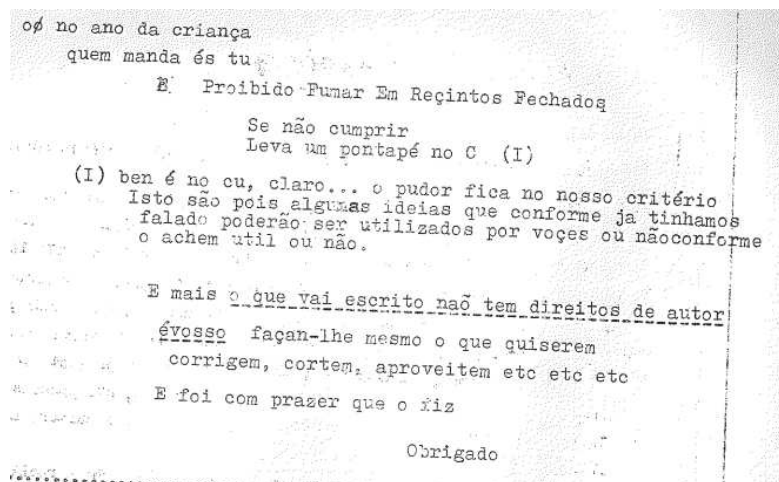 oø no ano da criança
quem manda és tu
E Proibido Fumar Em Reçintos Fechados
Se não cumprir
Leva um pontapé no C (I)
(I) ben é no cu, claro... o pudor fica no nosso critério
Isto são pois algumas ideias que conforme ja tinhamos
falado poderão ser utilizados por voçes ou nãoconforme
o achem util ou não.
E mais o que vai escrito naõ tem direitos de autor
évosso façan-lhe mesmo o que quiserem
corrigem, cortem, aproveitem etc etc etc
E foi com prazer que o fiz
Obrigado